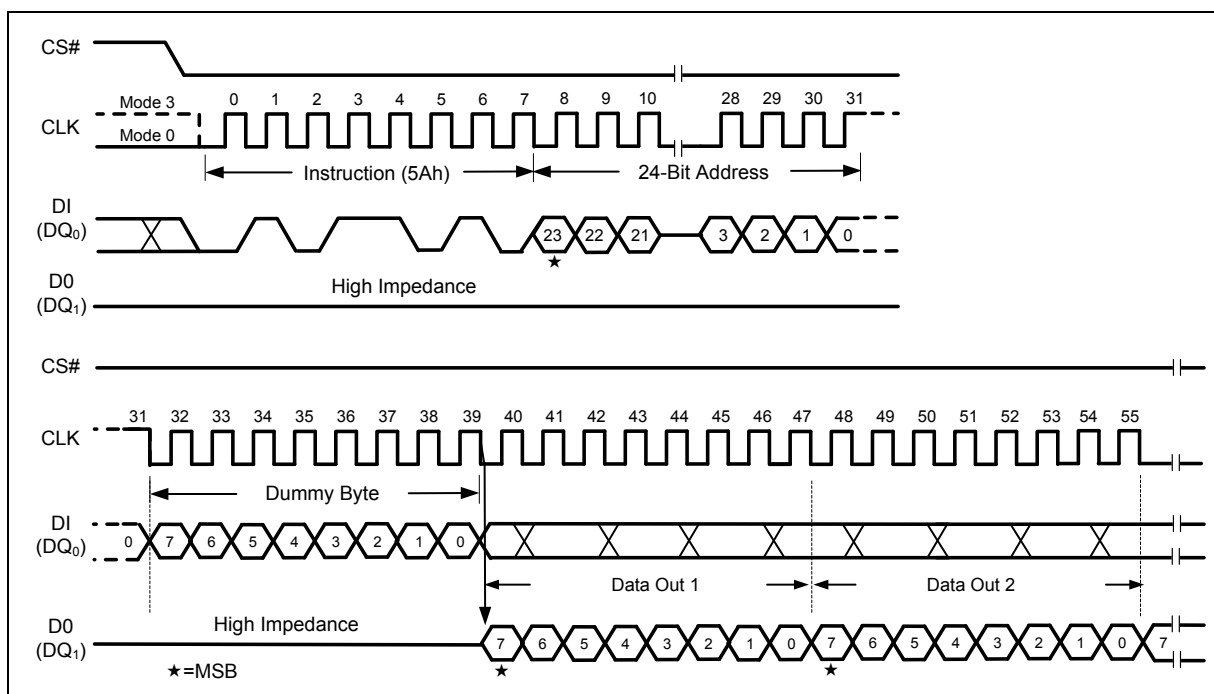 CS#
Mode 3
0 1 2 3 4 5 6 7 8 9 10 28 29 30 31
CLK
Mode 0
Instruction (5Ah) 24-Bit Address
DI
(DQ0)
23 22 21 3 2 1 0
★
D0
(DQ1)
High Impedance
CS#
31 32 33 34 35 36 37 38 39 40 41 42 43 44 45 46 47 48 49 50 51 52 53 54 55
CLK
Dummy Byte
DI
(DQ0)
0 7 6 5 4 3 2 1 0
Data Out 1 Data Out 2
D0
(DQ1)
High Impedance
7 6 5 4 3 2 1 0 7 6 5 4 3 2 1 0 7
★=MSB ★ ★